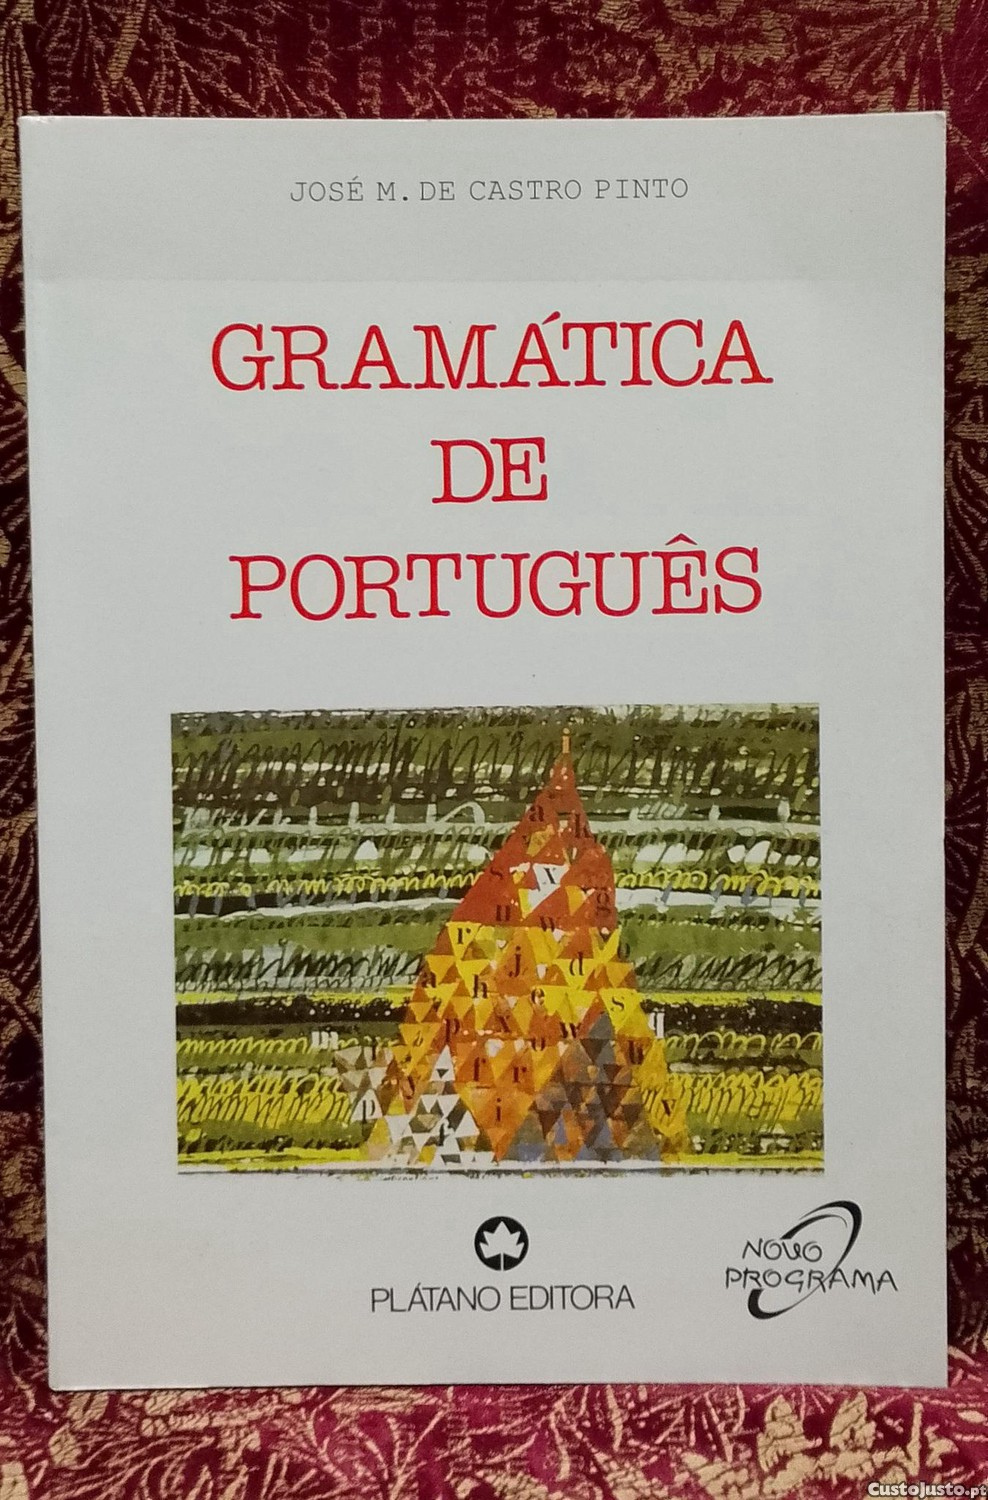 JOSÉ M. DE CASTRO PINTO
GRAMÁTICA
DE
PORTUGUÊS
i
a k
s x g
n w
r j d o
a h e s
m p x o w q
y f r w
p f i v
PLÁTANO EDITORA
NOVO
PROGRAMA
CustoJusto.pt